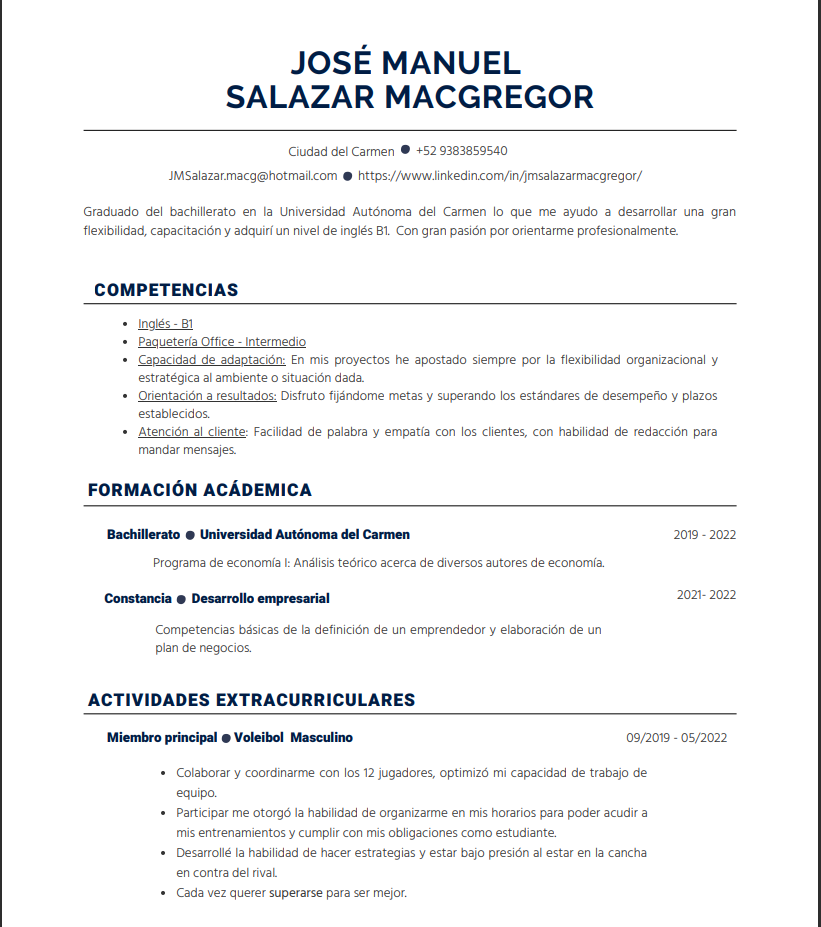 JOSÉ MANUEL
SALAZAR MACGREGOR
Ciudad del Carmen ● +52 9383859540
JMSalazar.macg@hotmail.com ● https://www.linkedin.com/in/jmsalazarmacgregor/
Graduado del bachillerato en la Universidad Autónoma del Carmen lo que me ayudo a desarrollar una gran
flexibilidad, capacitación y adquirí un nivel de inglés B1. Con gran pasión por orientarme profesionalmente.
COMPETENCIAS
• Inglés - B1
• Paquetería Office - Intermedio
• Capacidad de adaptación: En mis proyectos he apostado siempre por la flexibilidad organizacional y
estratégica al ambiente o situación dada.
• Orientación a resultados: Disfruto fijándome metas y superando los estándares de desempeño y plazos
establecidos.
• Atención al cliente: Facilidad de palabra y empatía con los clientes, con habilidad de redacción para
mandar mensajes.
FORMACIÓN ACÁDEMICA
Bachillerato ● Universidad Autónoma del Carmen 2019 - 2022
Programa de economía I: Análisis teórico acerca de diversos autores de economía.
Constancia ● Desarrollo empresarial 2021- 2022
Competencias básicas de la definición de un emprendedor y elaboración de un
plan de negocios.
ACTIVIDADES EXTRACURRICULARES
Miembro principal ● Voleibol Masculino 09/2019 - 05/2022
• Colaborar y coordinarme con los 12 jugadores, optimizó mi capacidad de trabajo de
equipo.
• Participar me otorgó la habilidad de organizarme en mis horarios para poder acudir a
mis entrenamientos y cumplir con mis obligaciones como estudiante.
• Desarrollé la habilidad de hacer estrategias y estar bajo presión al estar en la cancha
en contra del rival.
• Cada vez querer superarse para ser mejor.